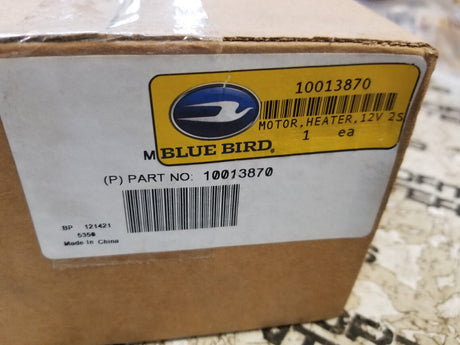 10013870
MOTOR,HEATER,12V 2S
1 ea
M BLUE BIRD®
(P) PART NO: 10013870
BP 121421
5350
Made in China